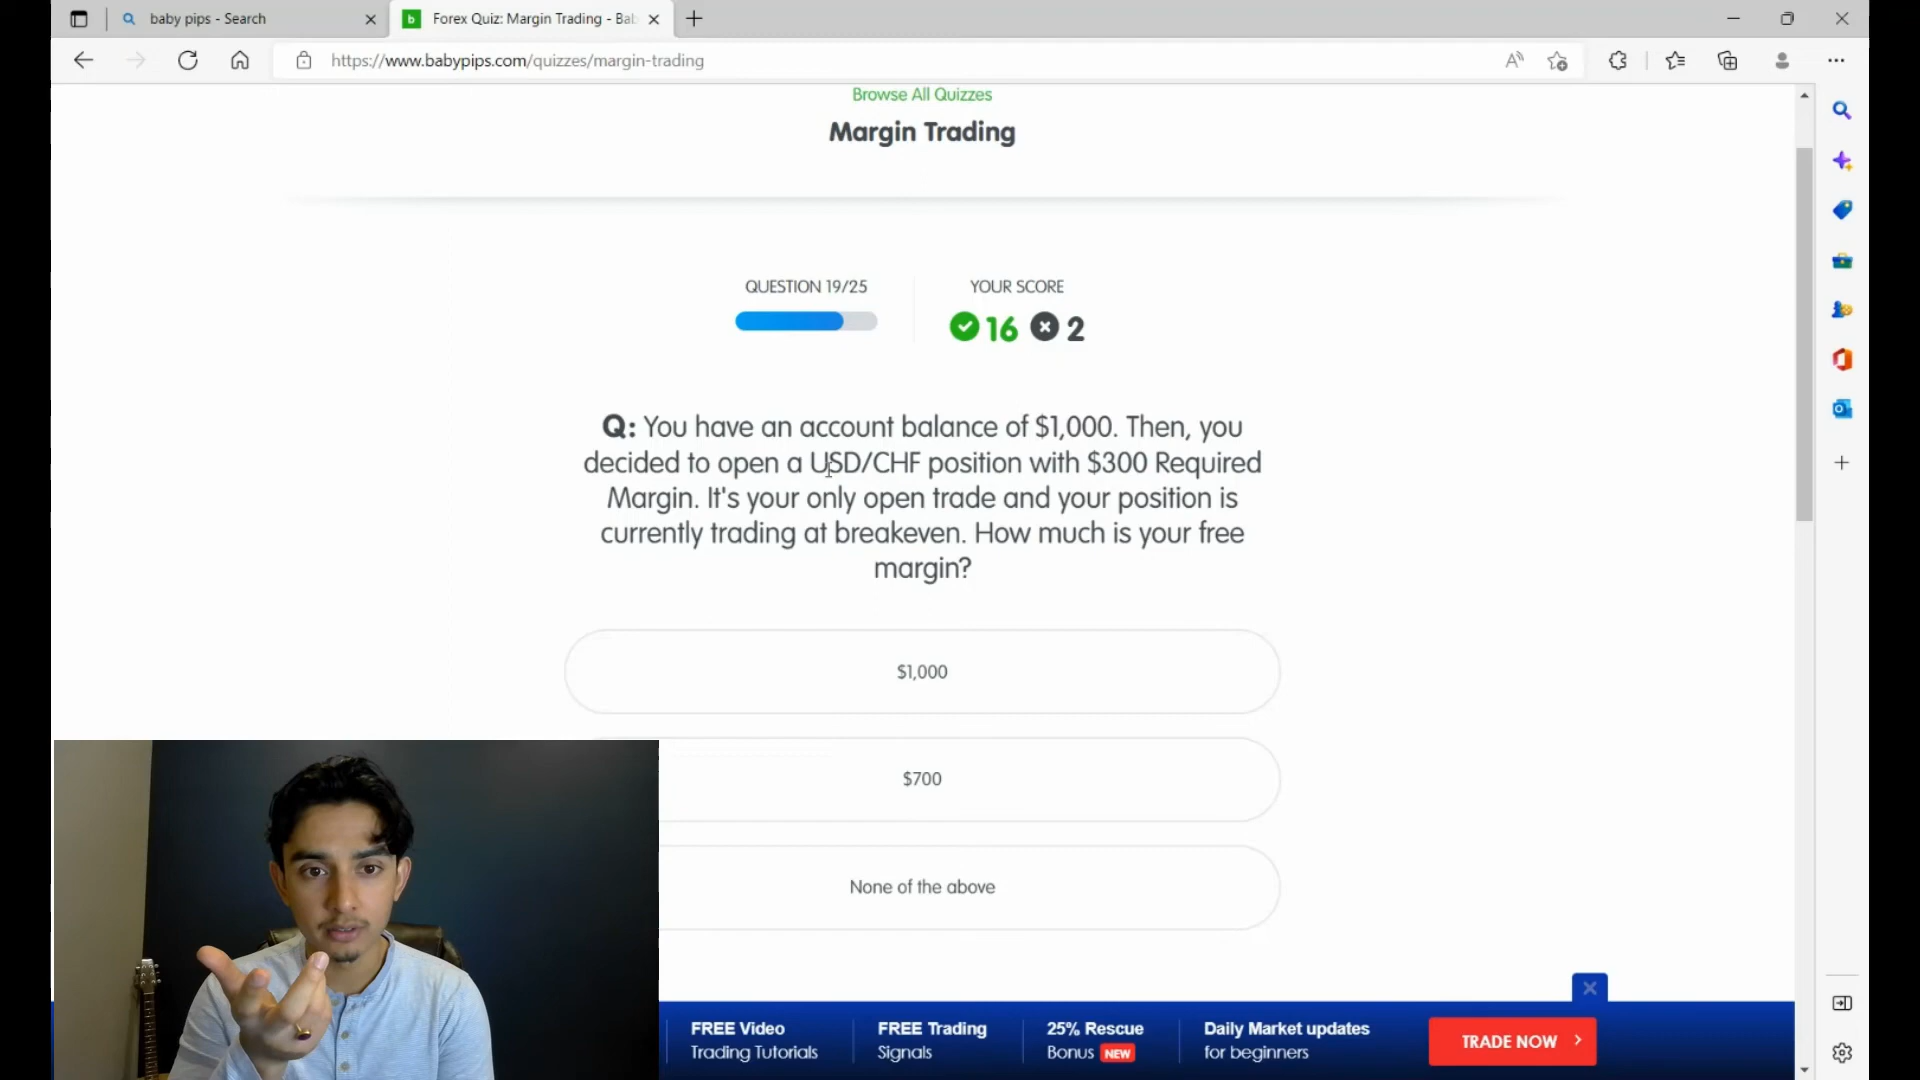 baby pips - Search
b
Forex Quiz: Margin Trading - Bab
https://www.babypips.com/quizzes/margin-trading
Browse All Quizzes
Margin Trading
QUESTION 19/25
YOUR SCORE
16
2
Q: You have an account balance of $1,000. Then, you
decided to open a USD/CHF position with $300 Required
Margin. It's your only open trade and your position is
currently trading at breakeven. How much is your free
margin?
$1,000
$700
None of the above
FREE Video
Trading Tutorials
FREE Trading
Signals
25% Rescue
Bonus NEW
Daily Market updates
for beginners
TRADE NOW